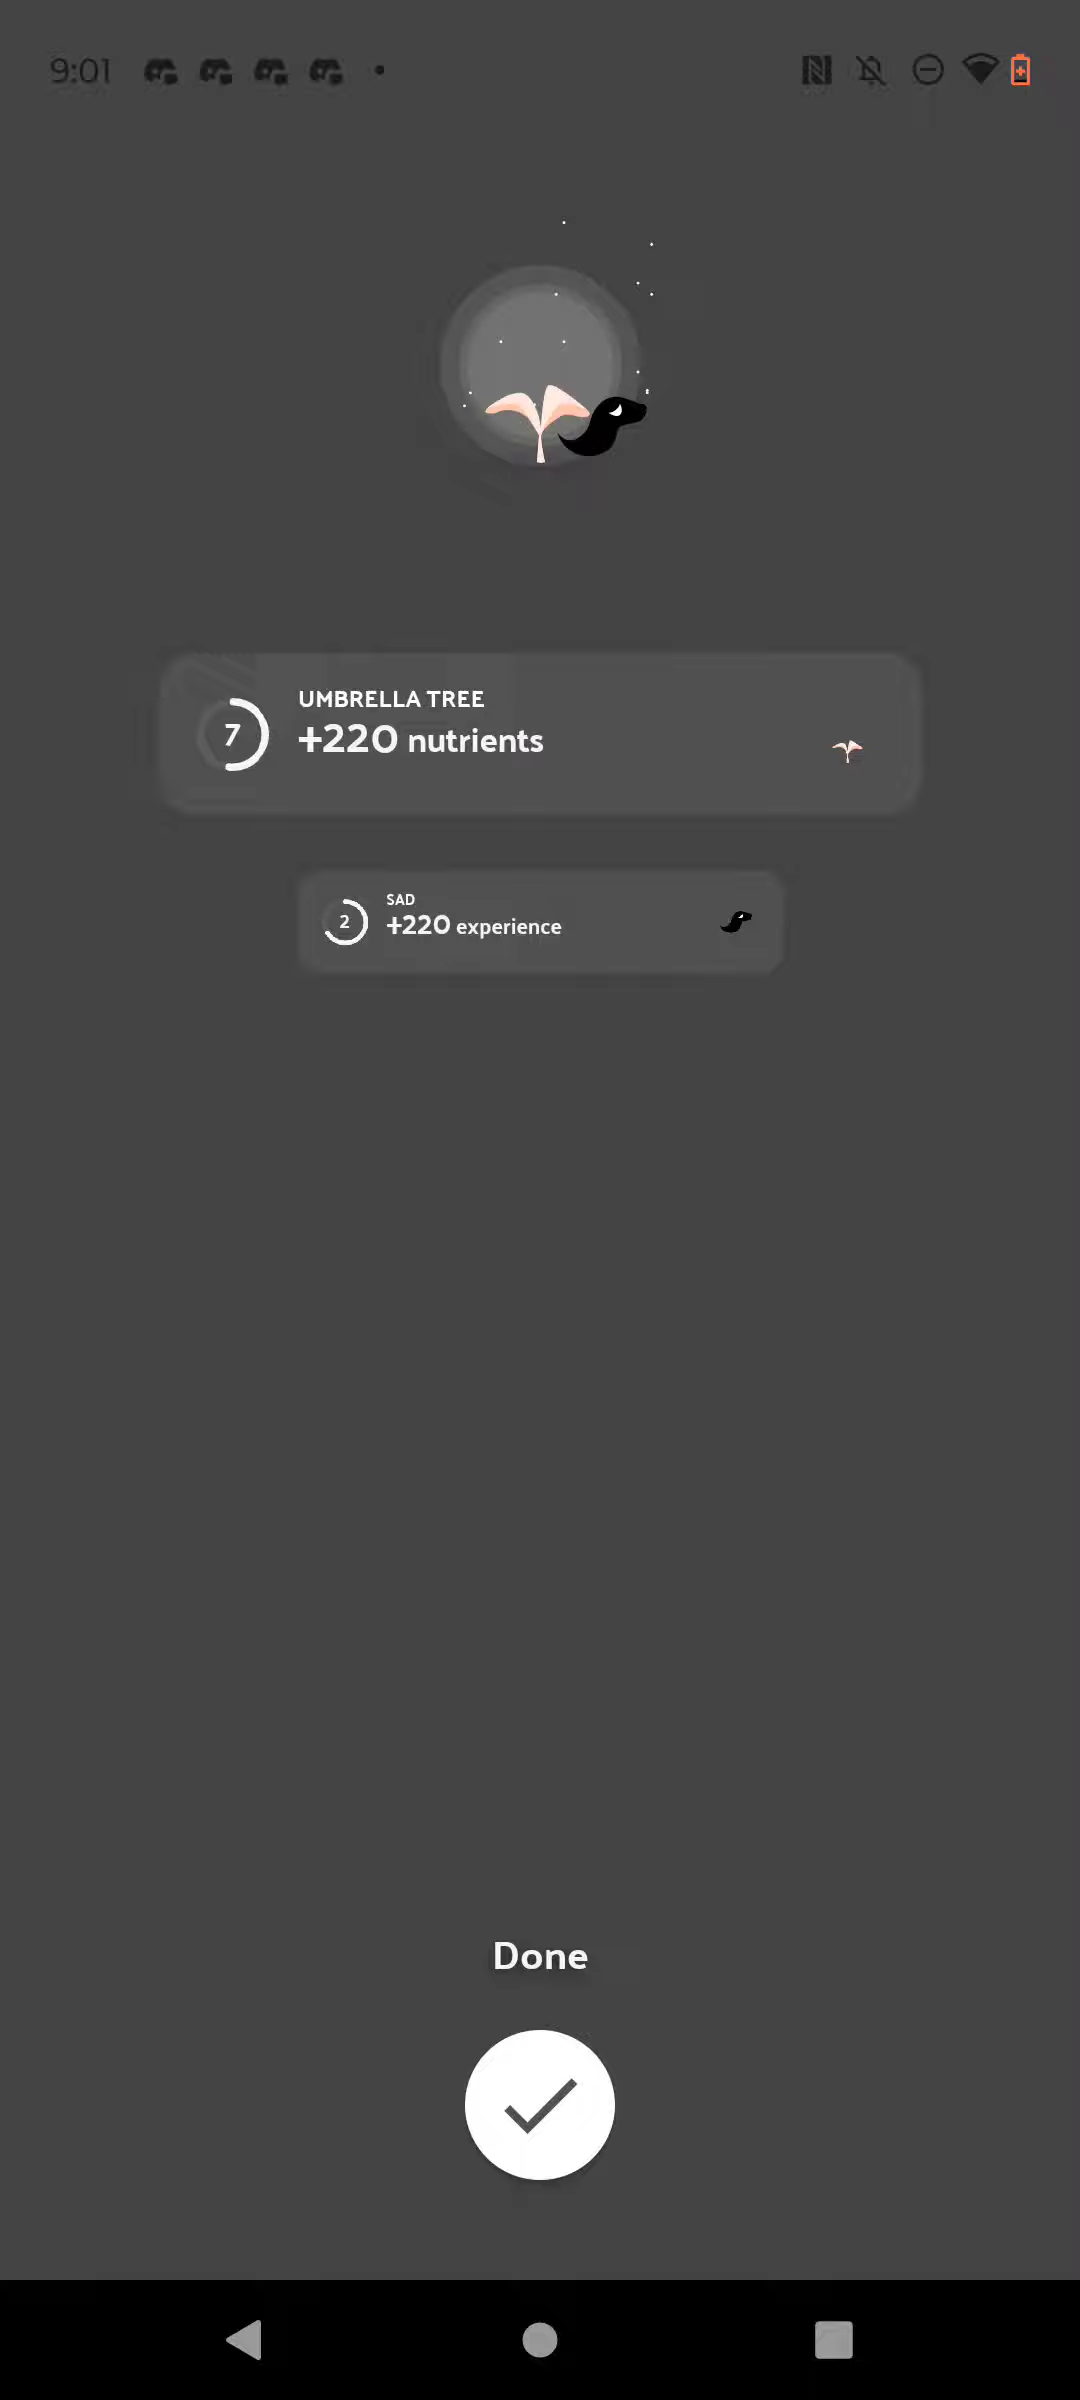 9:01
UMBRELLA TREE
7
+220 nutrients
SAD
2
+220 experience
Done